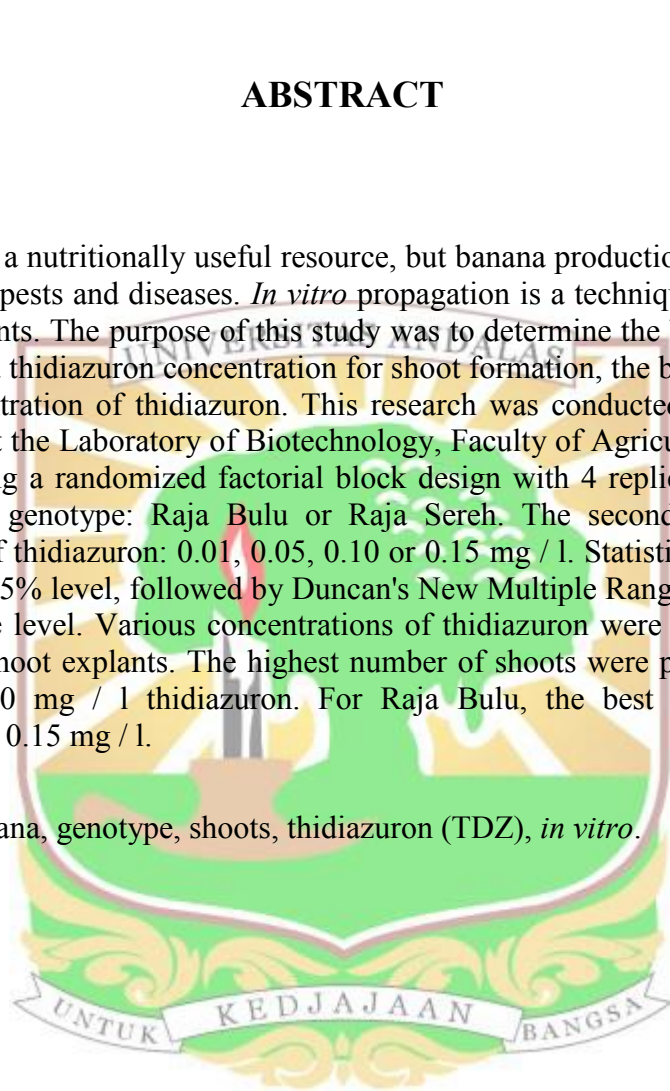 ABSTRACT
a nutritionally useful resource, but banana productio
pests and diseases. In vitro propagation is a techniqu
nts. The purpose of this study was to determine the b
thidiazuron concentration for shoot formation, the b
tration of thidiazuron. This research was conducted
t the Laboratory of Biotechnology, Faculty of Agricu
g a randomized factorial block design with 4 replic
genotype: Raja Bulu or Raja Sereh. The second
f thidiazuron: 0.01, 0.05, 0.10 or 0.15 mg / l. Statisti
5% level, followed by Duncan's New Multiple Rang
e level. Various concentrations of thidiazuron were
hoot explants. The highest number of shoots were p
0 mg / l thidiazuron. For Raja Bulu, the best
0.15 mg / l.
ana, genotype, shoots, thidiazuron (TDZ), in vitro.
UNIVERSITAS ANDALAS
UNTUK KEDJAJAAN BANGSA